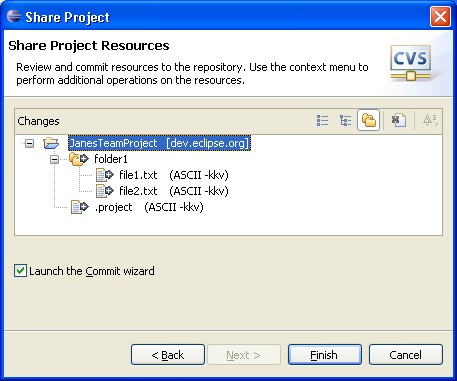 Share Project
Share Project Resources
Review and commit resources to the repository. Use the context menu to
perform additional operations on the resources.
CVS
Changes
JanesTeamProject [dev.eclipse.org]
folder1
file1.txt (ASCII -kkv)
file2.txt (ASCII -kkv)
.project (ASCII -kkv)
Launch the Commit wizard
< Back
Next >
Finish
Cancel